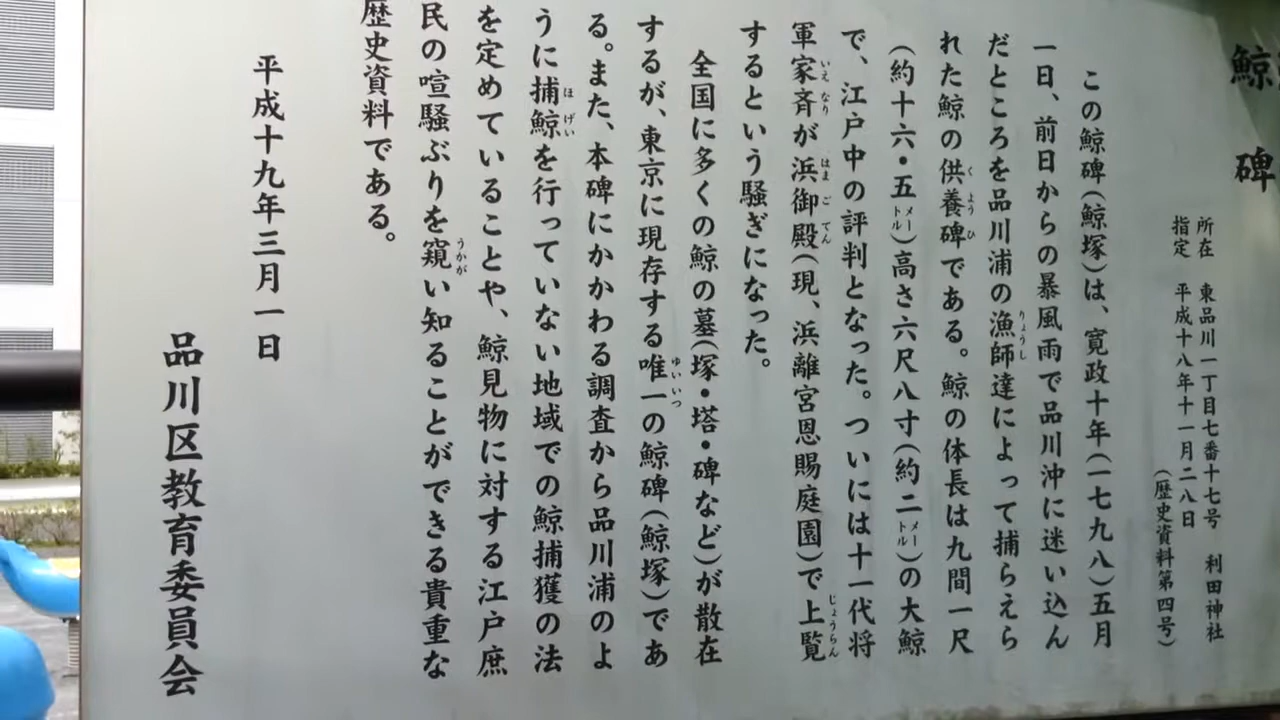 鯨碑
所在 東品川一丁目七番十七号 利田神社
指定 平成十八年十一月二八日
(歴史資料第四号)
この鯨碑(鯨塚)は、寛政十年(一七九八)五月
一日、前日からの暴風雨で品川沖に迷い込ん
だところを品川浦の漁師達によって捕らえら
れた鯨の供養碑である。鯨の体長は九間一尺
(約十六・五メートル)高さ六尺八寸(約二メートル)の大鯨
で、江戸中の評判となった。ついには十一代将
軍家斉が浜御殿(現、浜離宮恩賜庭園)で上覧
するという騒ぎになった。
全国に多くの鯨の墓(塚・塔・碑など)が散在
するが、東京に現存する唯一の鯨碑(鯨塚)であ
る。また、本碑にかかわる調査から品川浦のよ
うに捕鯨を行っていない地域での鯨捕獲の法
を定めていることや、鯨見物に対する江戸庶
民の喧騒ぶりを窺い知ることができる貴重な
歴史資料である。
平成十九年三月一日
品川区教育委員会